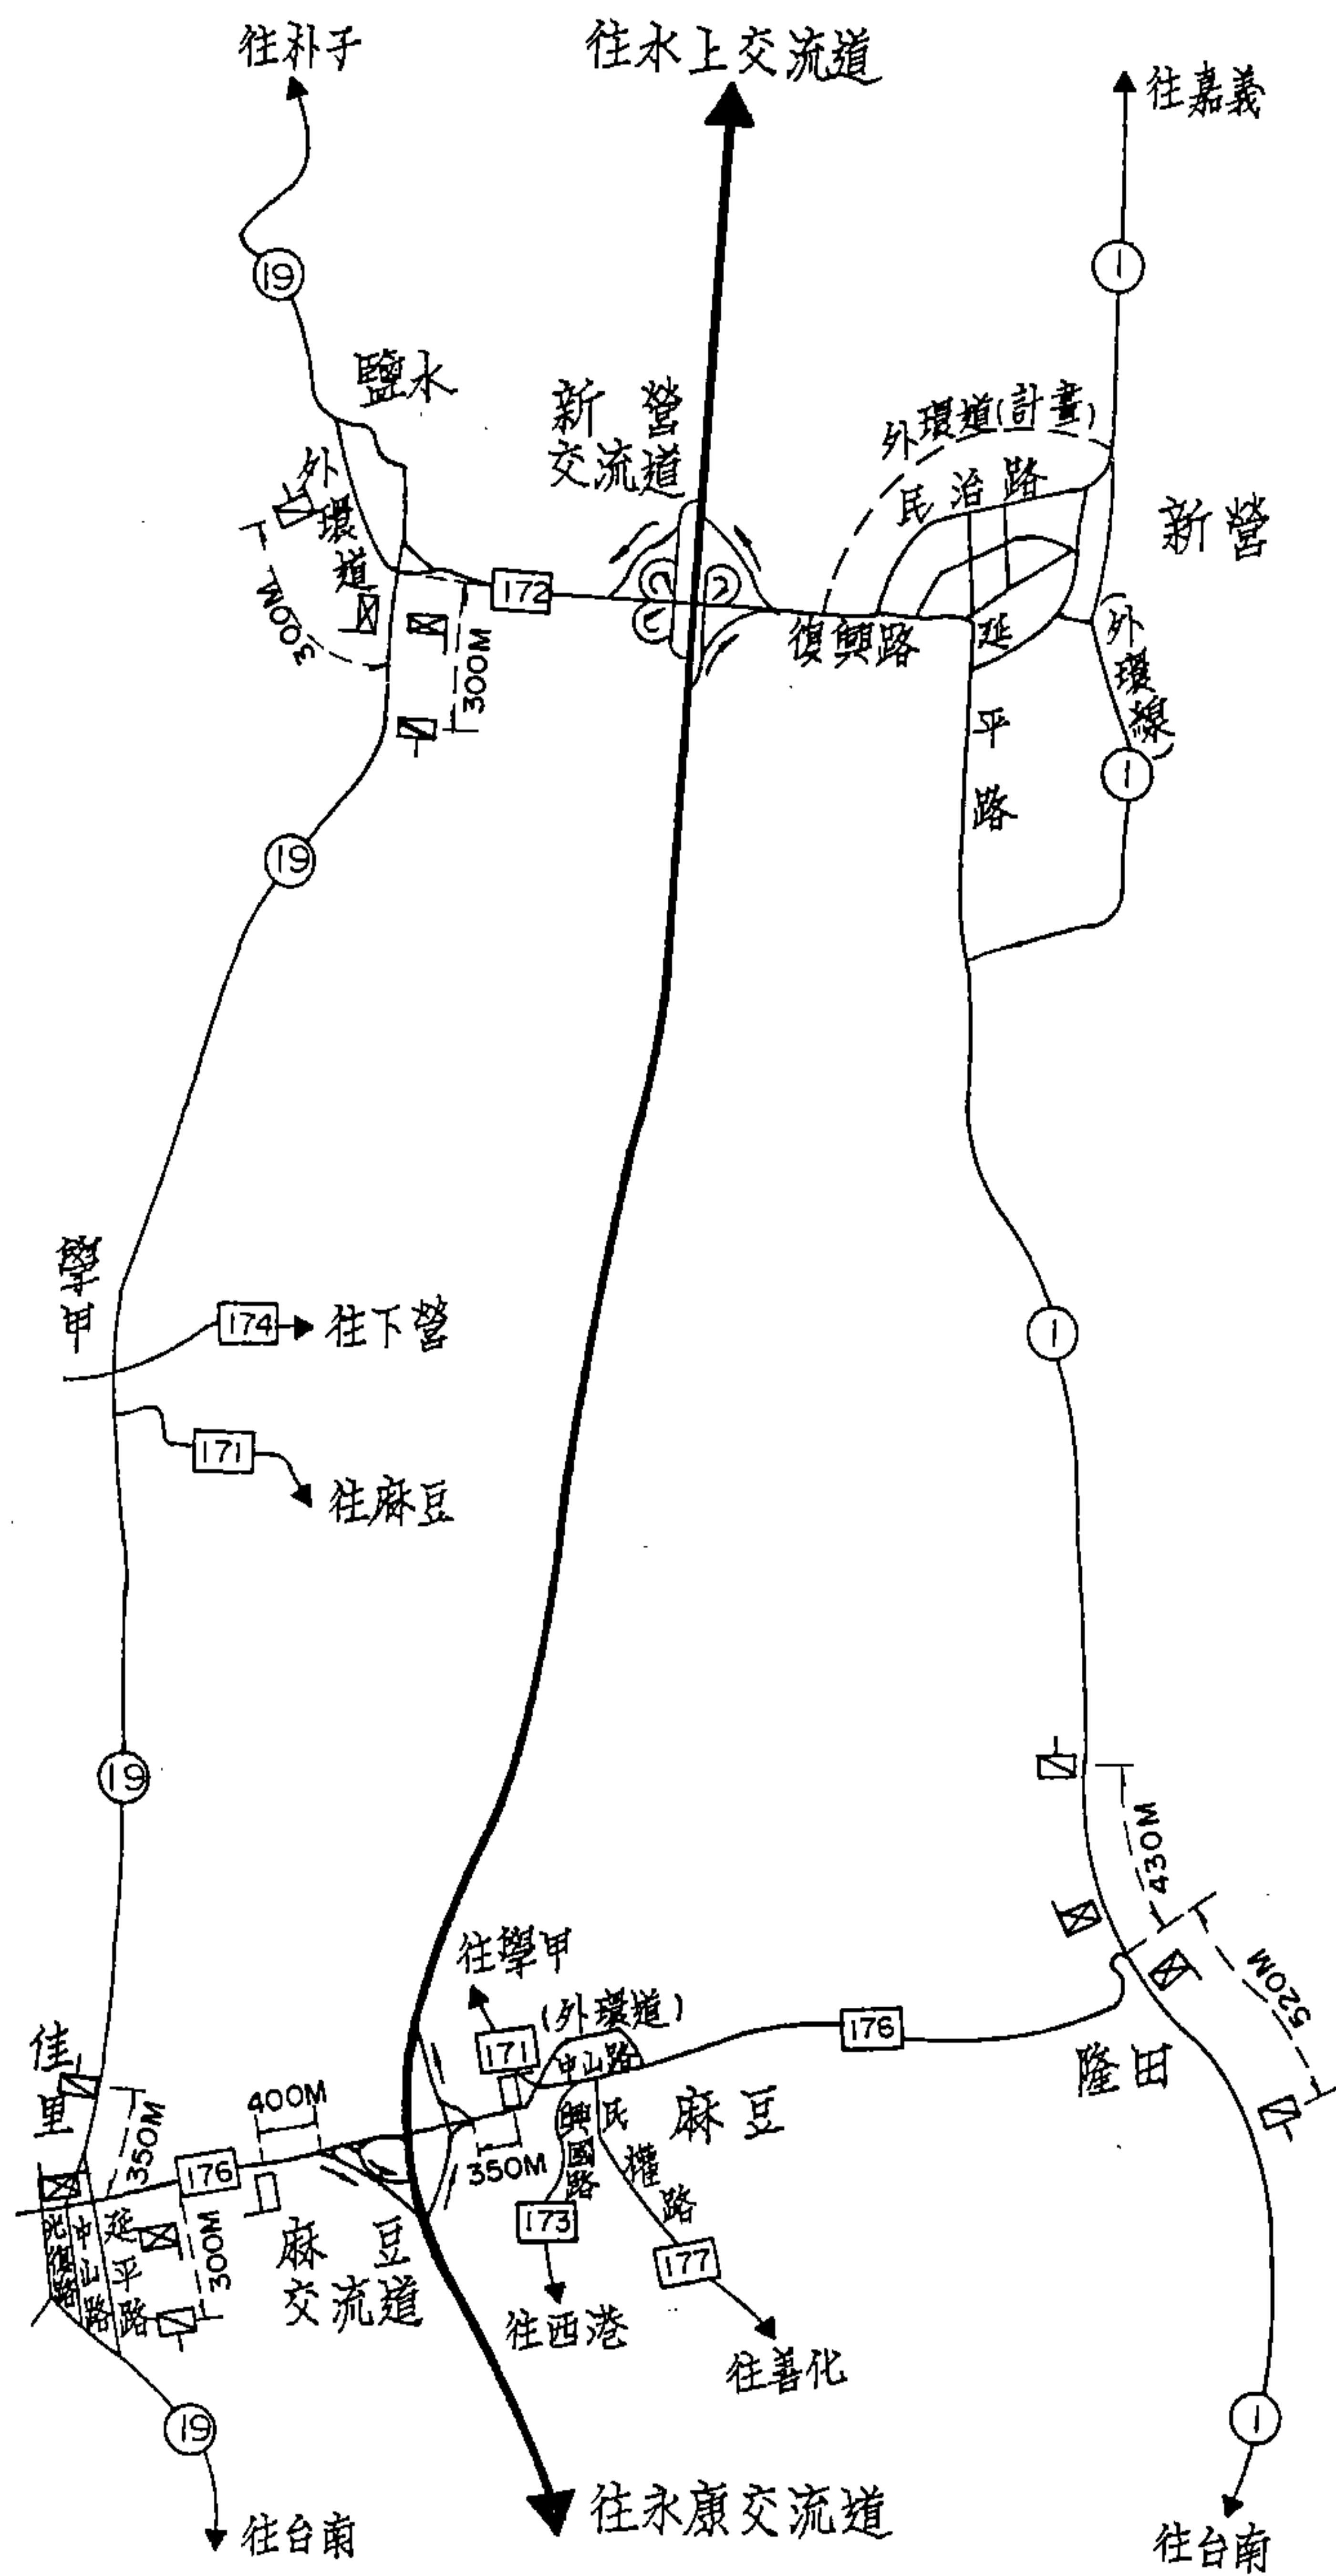 往朴子
往水上交流道
往嘉義
19
1
鹽水
新營
交流道
外環道(計畫)
民治路
新營
外環道
300M
172
300M
復興路
延平路
(外環線)
1
19
學甲
174
往下營
171
往麻豆
1
19
430M
520M
往學甲
171
(外環道)
中山路
176
隆田
佳里
350M
400M
176
350M
麻豆
興國路
民權路
光復路
中山路
延平路
300M
麻豆
交流道
173
往西港
177
往善化
19
往台南
往永康交流道
1
往台南